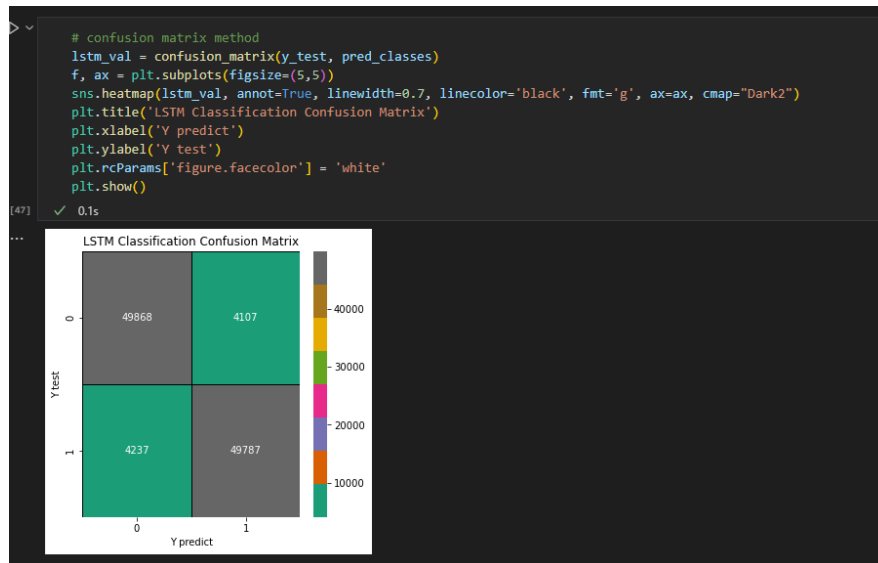 # confusion matrix method
lstm_val = confusion_matrix(y_test, pred_classes)
f, ax = plt.subplots(figsize=(5,5))
sns.heatmap(lstm_val, annot=True, linewidth=0.7, linecolor='black', fmt='g', ax=ax, cmap="Dark2")
plt.title('LSTM Classification Confusion Matrix')
plt.xlabel('Y predict')
plt.ylabel('Y test')
plt.rcParams['figure.facecolor'] = 'white'
plt.show()
[47] 0.1s
...
LSTM Classification Confusion Matrix
0
49868 4107
40000
30000
Y test
20000
1
4237 49787
10000
0 1
Y predict